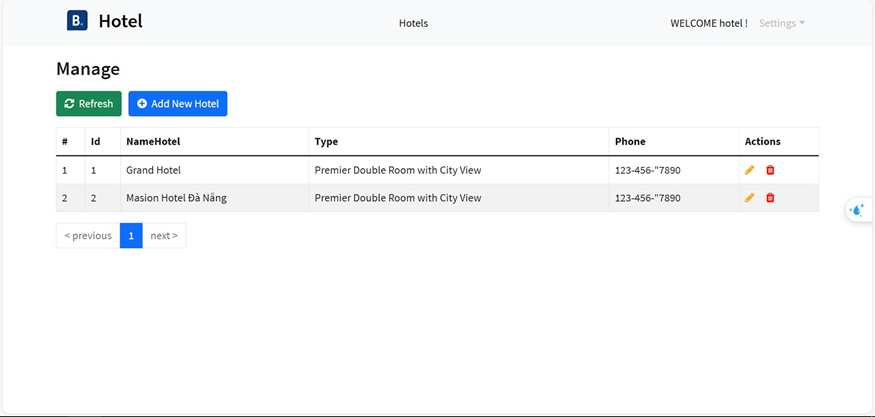 B. Hotel Hotels WELCOME hotel ! Settings
Manage
Refresh Add New Hotel
# Id NameHotel Type Phone Actions
1 1 Grand Hotel Premier Double Room with City View 123-456-"7890
2 2 Masion Hotel Đà Nẵng Premier Double Room with City View 123-456-"7890
< previous 1 next >